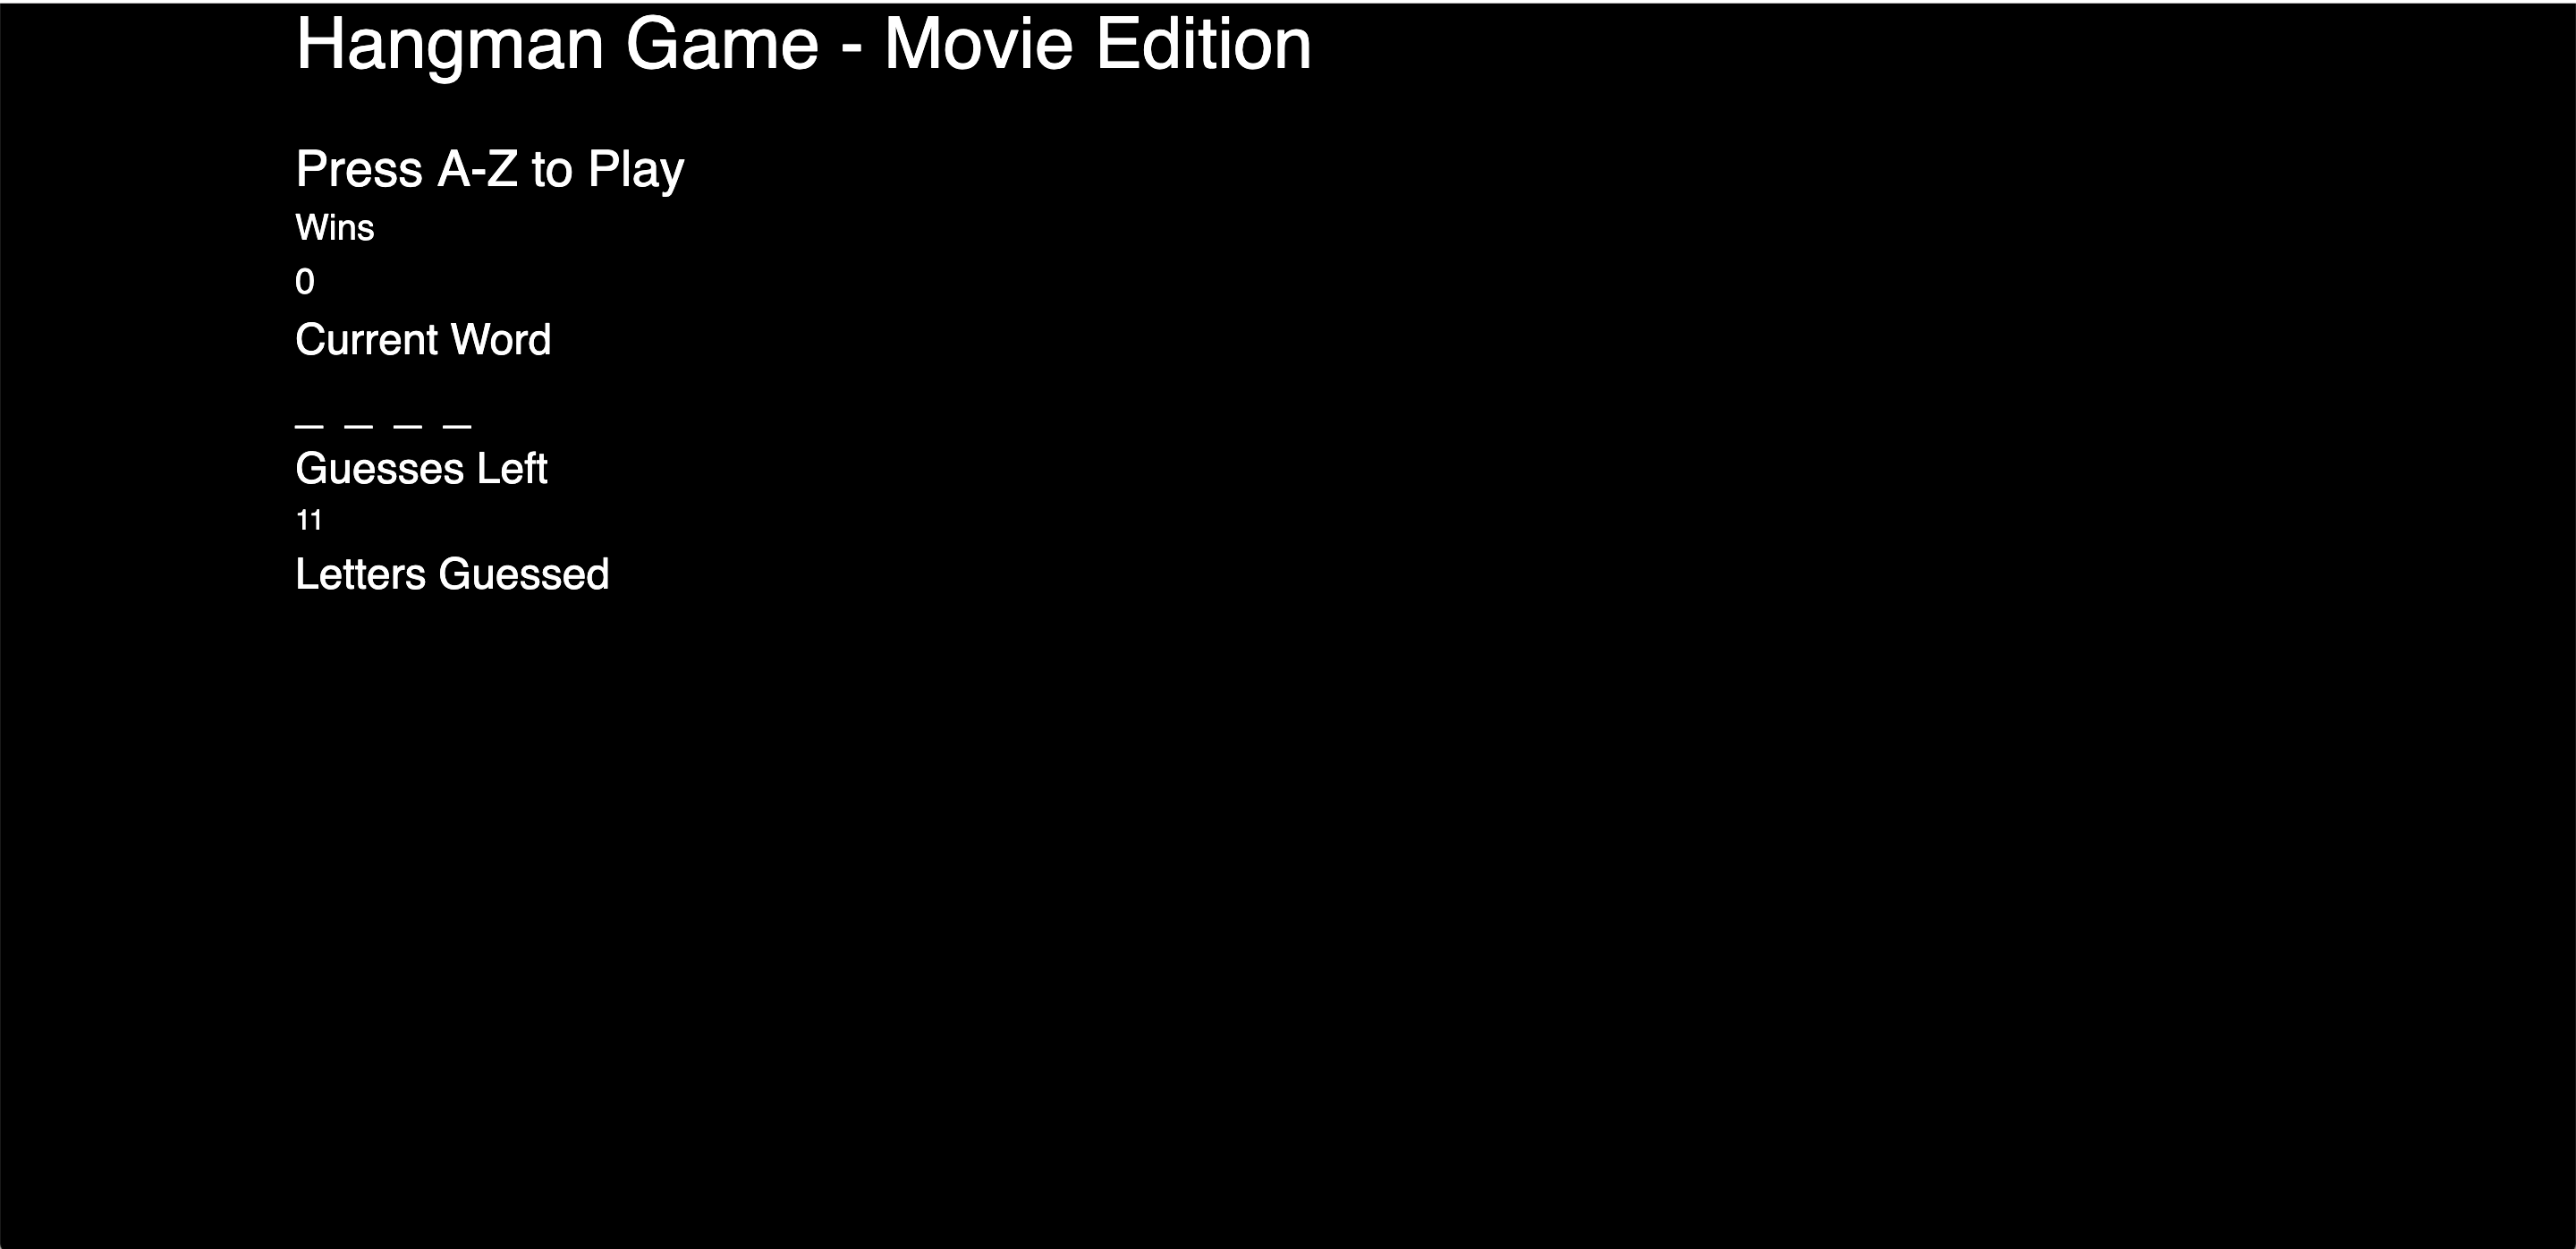 Hangman Game - Movie Edition
Press A-Z to Play
Wins
0
Current Word
_ _ _ _
Guesses Left
11
Letters Guessed